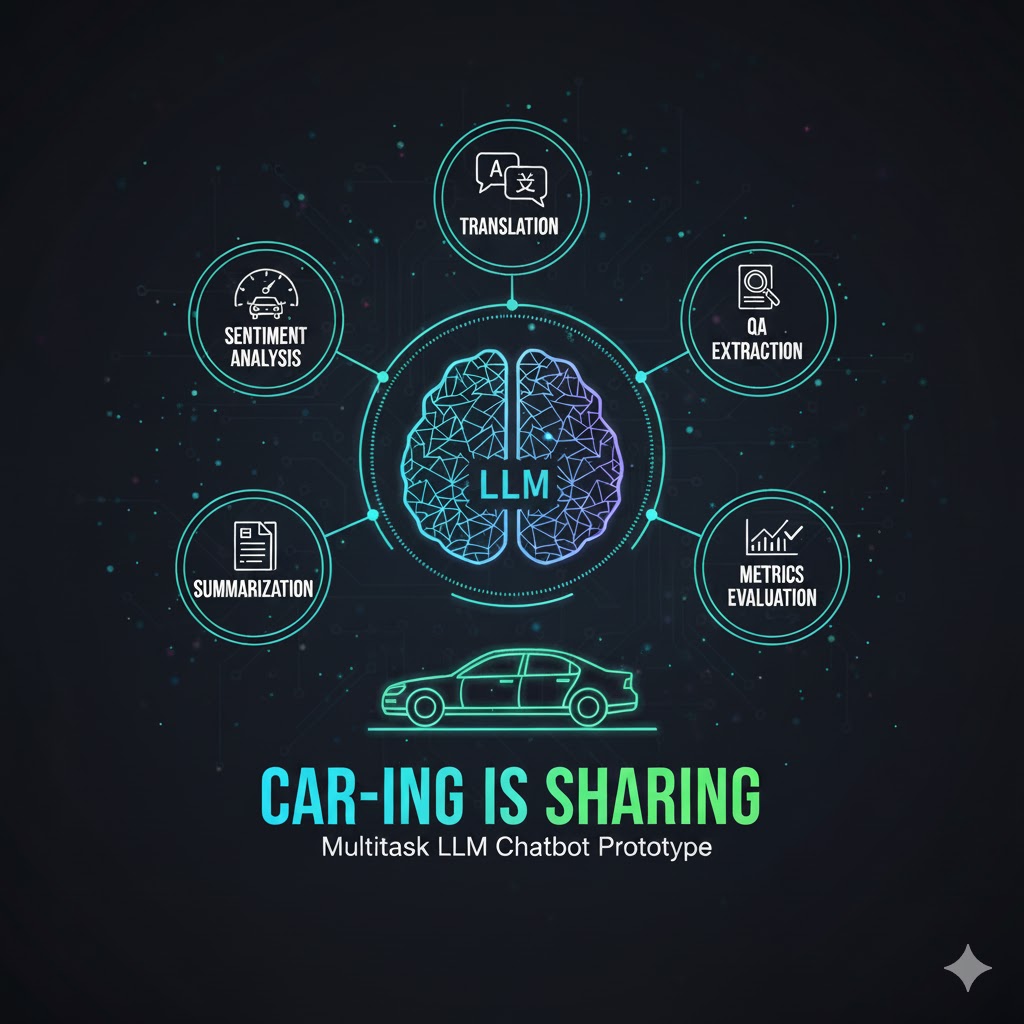 A 文
TRANSLATION
SENTIMENT
ANALYSIS
QA
EXTRACTION
LLM
SUMMARIZATION
METRICS
EVALUATION
CAR-ING IS SHARING
Multitask LLM Chatbot Prototype